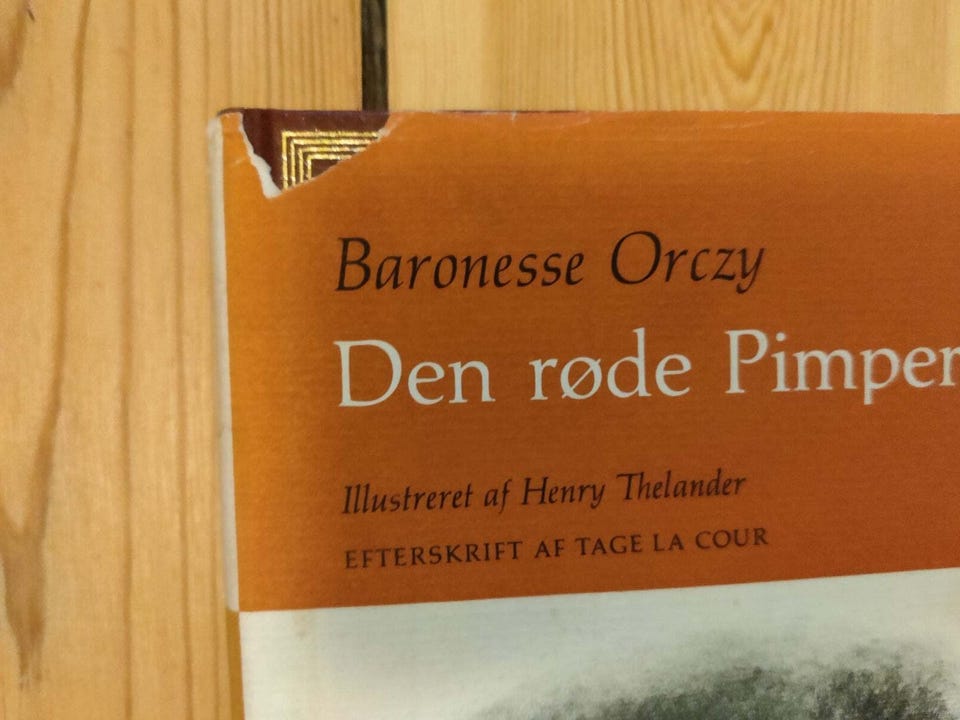 Baronesse Orczy
Den røde Pimper
Illustreret af Henry Thelander
EFTERSKRIFT AF TAGE LA COUR